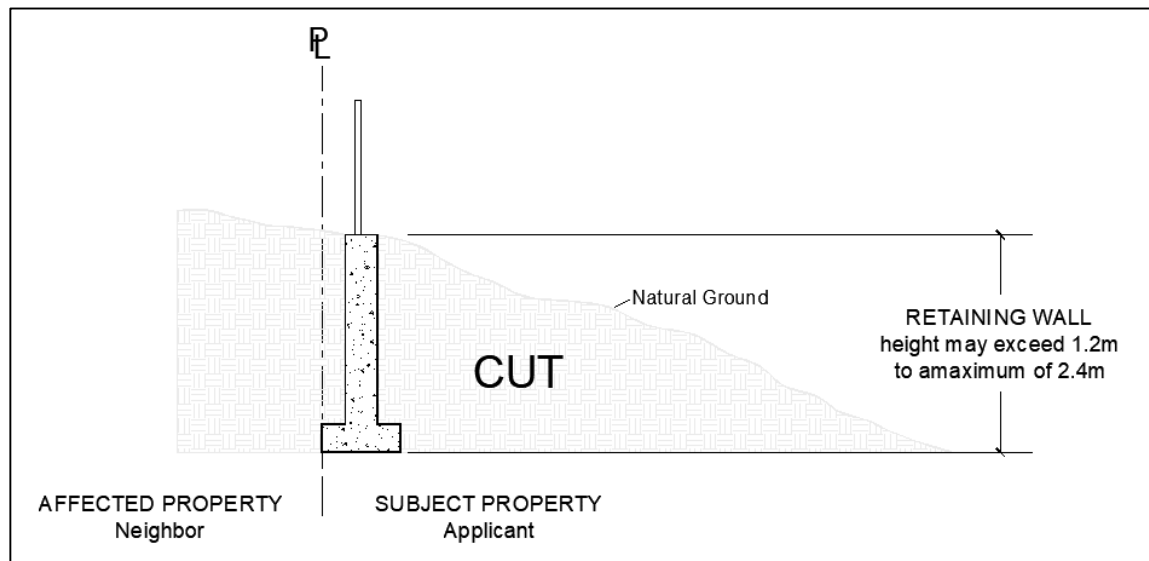 PL
Natural Ground
CUT
RETAINING WALL
height may exceed 1.2m
to amaximum of 2.4m
AFFECTED PROPERTY
Neighbor
SUBJECT PROPERTY
Applicant